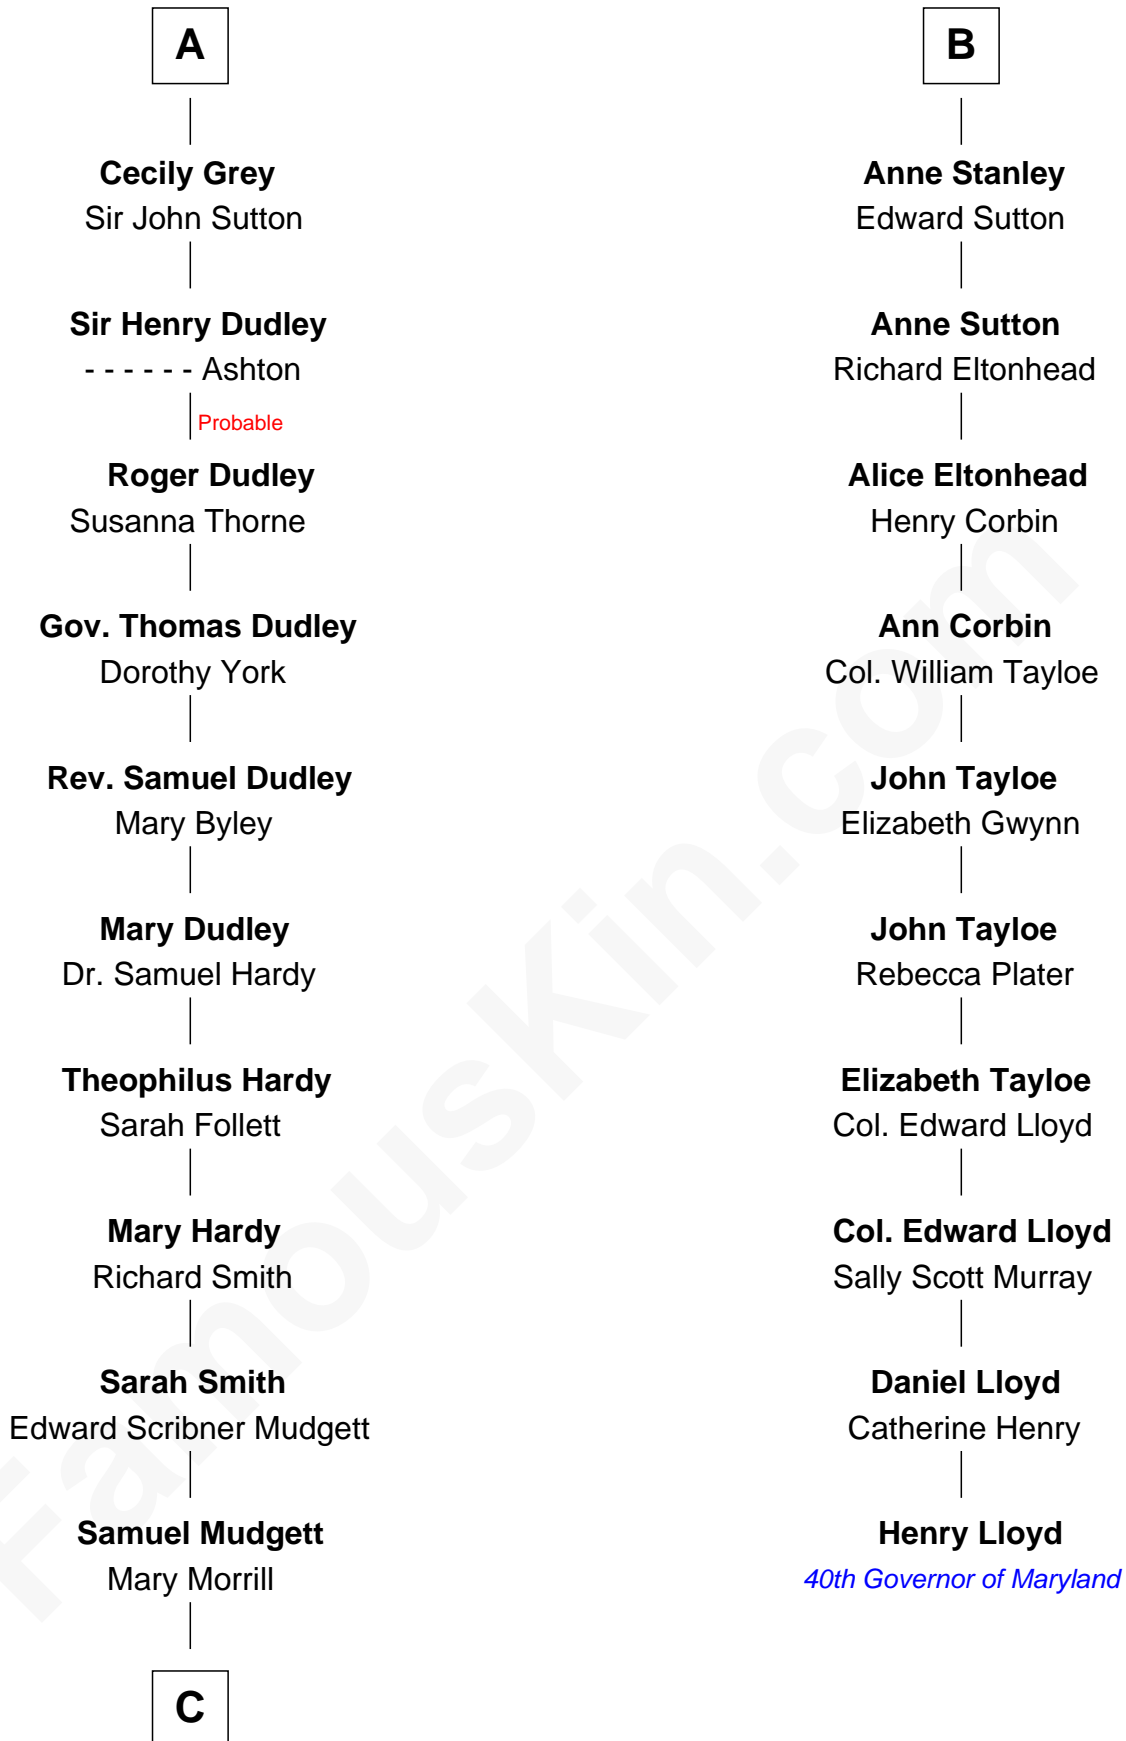 A
Cecily Grey
Sir John Sutton
Sir Henry Dudley
- - - - - - Ashton
Probable
Roger Dudley
Susanna Thorne
Gov. Thomas Dudley
Dorothy York
Rev. Samuel Dudley
Mary Byley
Mary Dudley
Dr. Samuel Hardy
Theophilus Hardy
Sarah Follett
Mary Hardy
Richard Smith
Sarah Smith
Edward Scribner Mudgett
Samuel Mudgett
Mary Morrill
C
B
Anne Stanley
Edward Sutton
Anne Sutton
Richard Eltonhead
Alice Eltonhead
Henry Corbin
Ann Corbin
Col. William Tayloe
John Tayloe
Elizabeth Gwynn
John Tayloe
Rebecca Plater
Elizabeth Tayloe
Col. Edward Lloyd
Col. Edward Lloyd
Sally Scott Murray
Daniel Lloyd
Catherine Henry
Henry Lloyd
40th Governor of Maryland
FamousKin.com